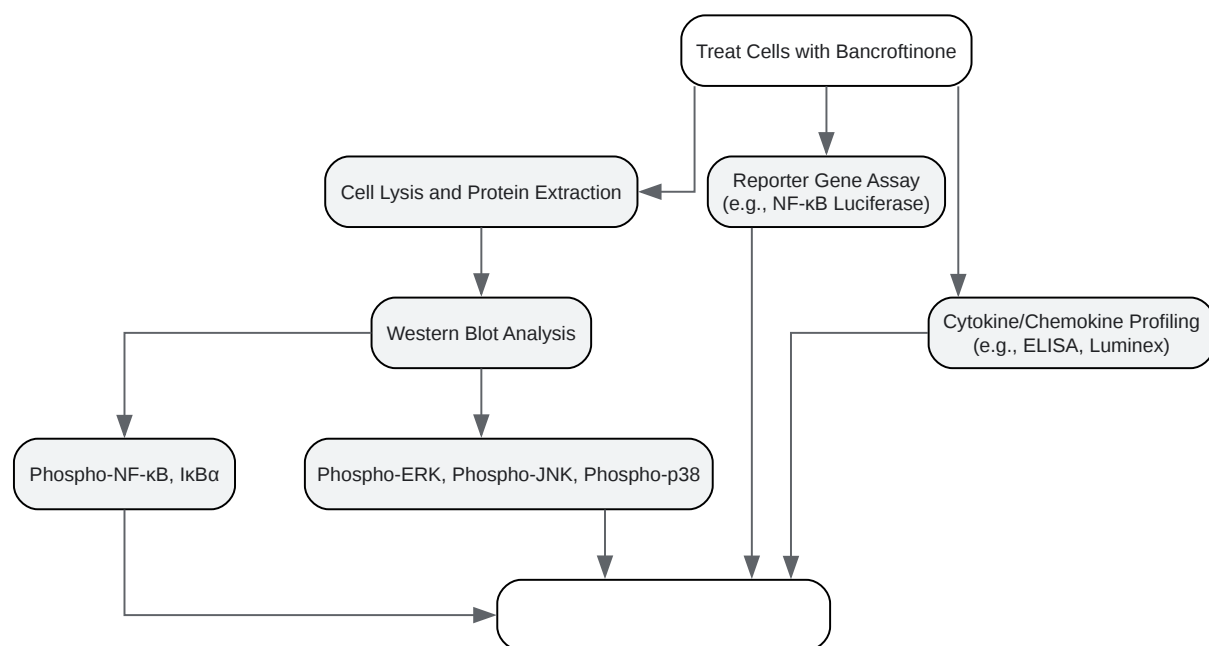 Treat Cells with Bancroftinone
Cell Lysis and Protein Extraction
Reporter Gene Assay
(e.g., NF-κB Luciferase)
Western Blot Analysis
Cytokine/Chemokine Profiling
(e.g., ELISA, Luminex)
Phospho-NF-κB, IκBα
Phospho-ERK, Phospho-JNK, Phospho-p38